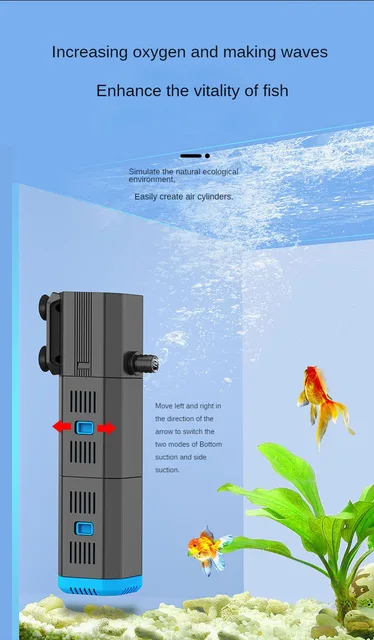 Increasing oxygen and making waves
Enhance the vitality of fish
Simulate the natural ecological
environment.
Easily create air cylinders.
Move left and right in
the direction of the
arrow to switch the
two modes of Bottom
suction and side
suction.